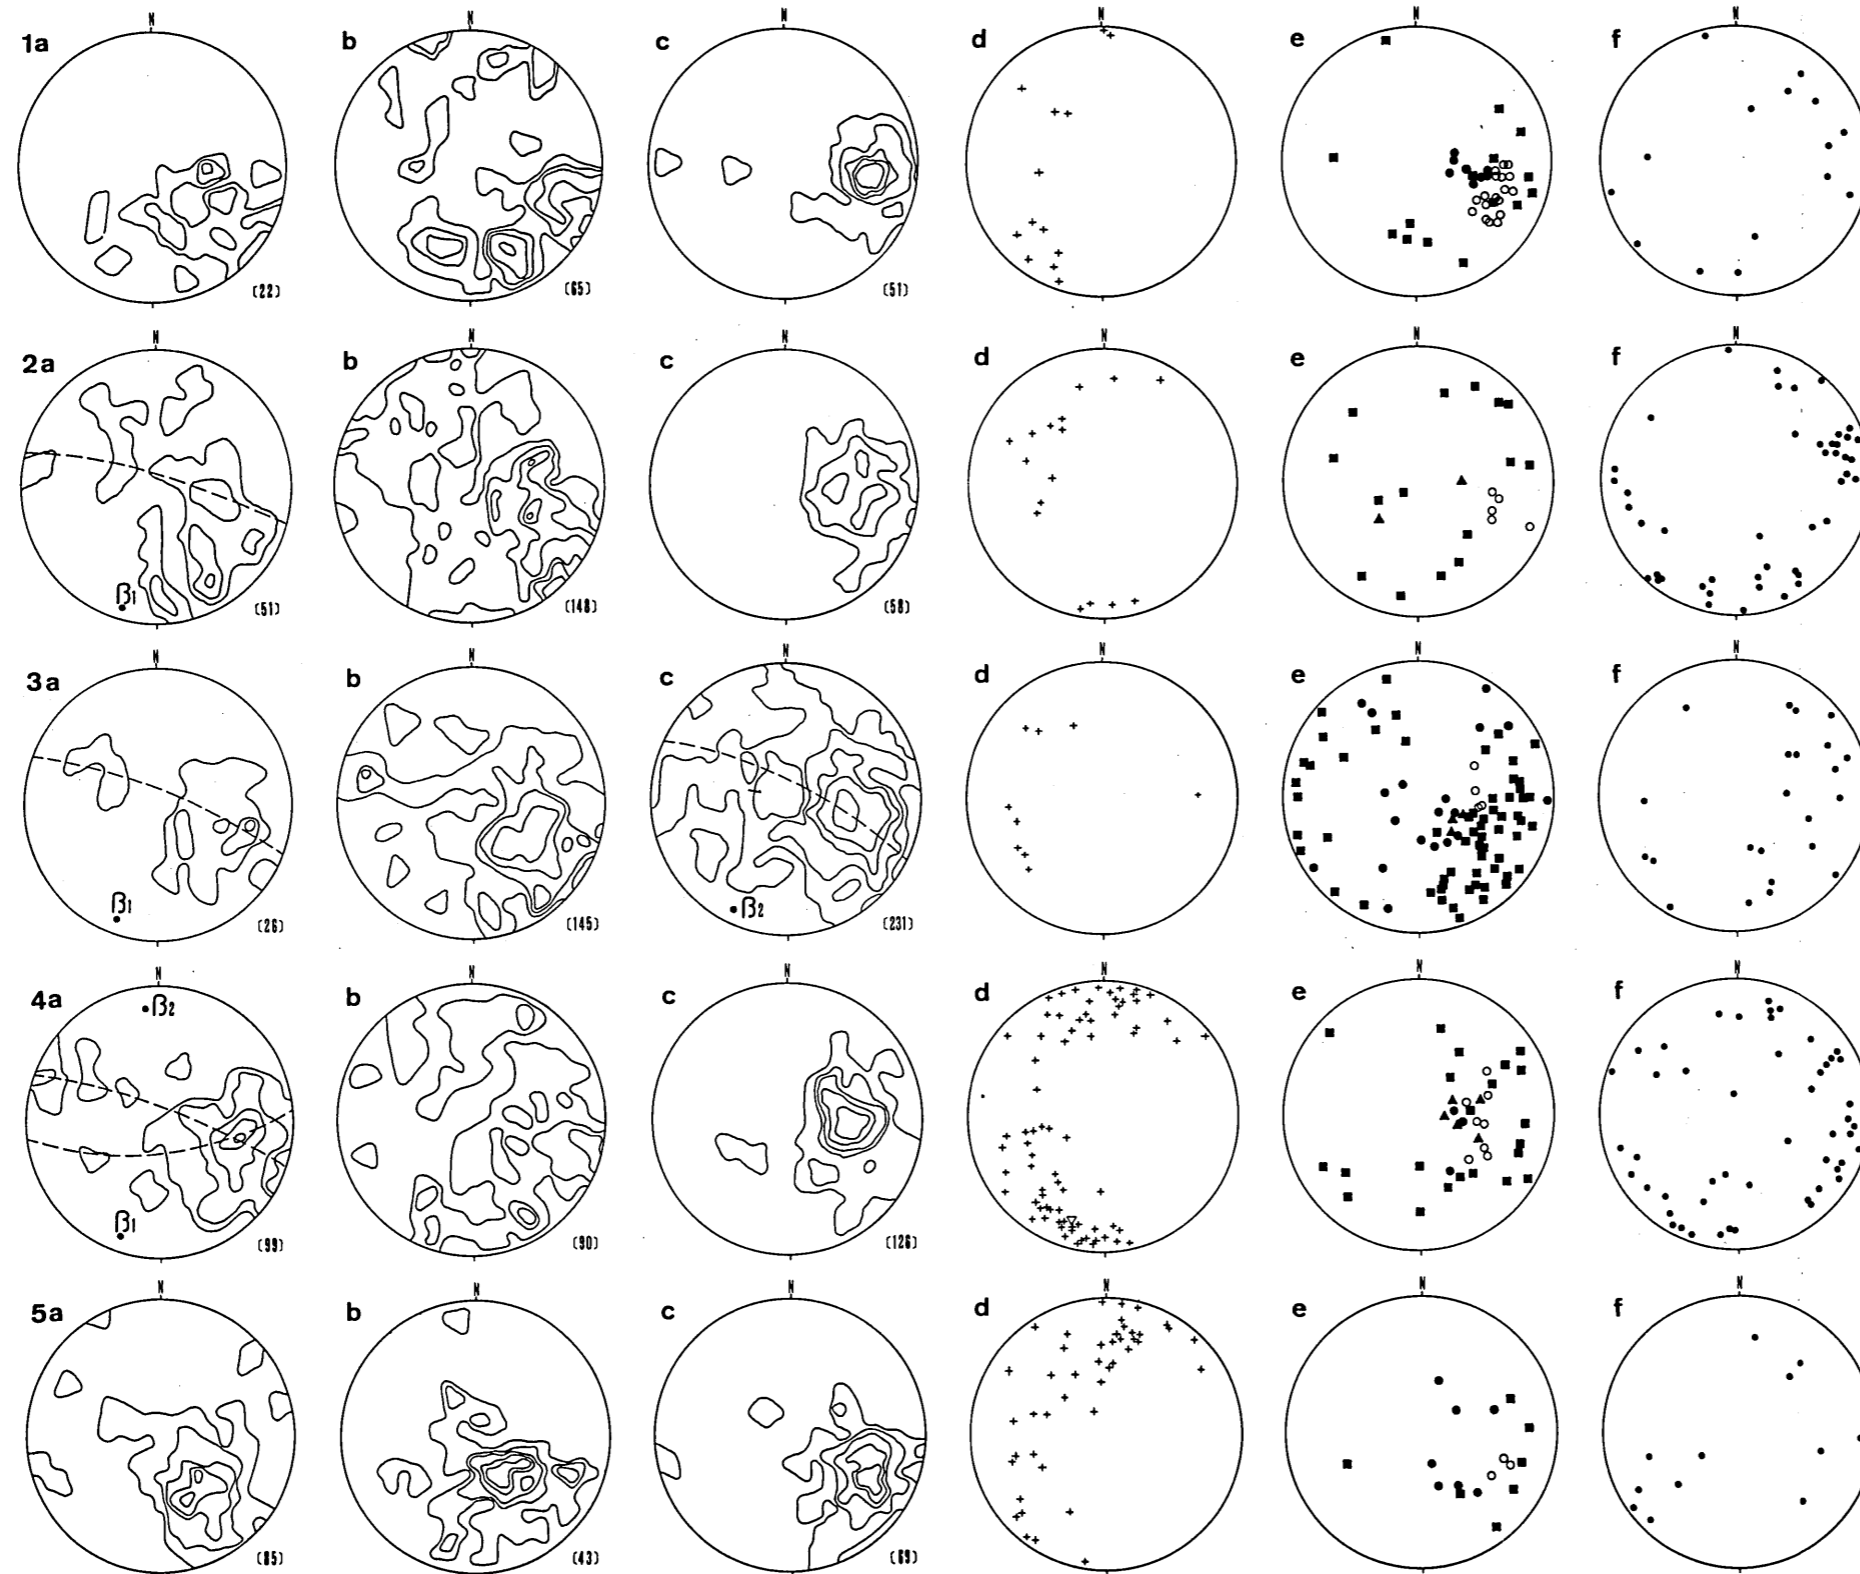 N N N N N N
1a b c d e f
(22) (65) (51)
N N N N N N
2a b c d e f
β1
(51) (148) (58)
N N N N N N
3a b c d e f
β1 β2
(26) (145) (231)
N N N N N N
4a b c d e f
β2
β1
(99) (90) (126)
N N N N N N
5a b c d e f
(85) (43) (69)